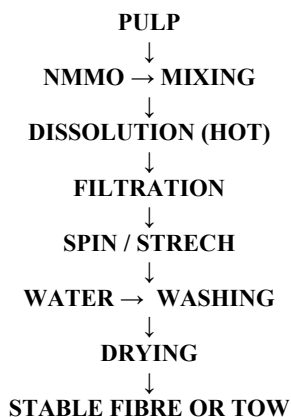 PULP
↓
NMMO → MIXING
↓
DISSOLUTION (HOT)
↓
FILTRATION
↓
SPIN / STRECH
↓
WATER → WASHING
↓
DRYING
↓
STABLE FIBRE OR TOW